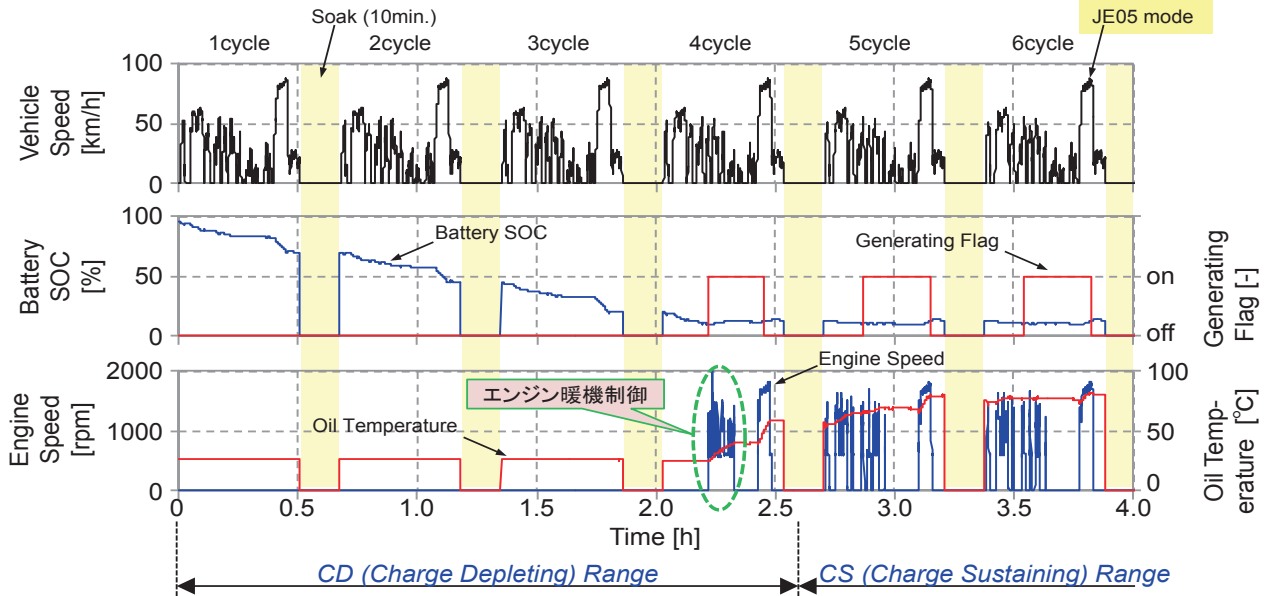 Soak (10min.)
JE05 mode
1cycle
2cycle
3cycle
4cycle
5cycle
6cycle
Vehicle
Speed
[km/h]
100
50
0
Battery
SOC
[%]
100
50
0
Battery SOC
Generating Flag
on
off
Generating
Flag [-]
Engine
Speed
[rpm]
2000
1000
0
エンジン暖機制御
Oil Temperature
Engine Speed
100
50
0
Oil Temp-
erature [℃]
0 0.5 1.0 1.5 2.0 2.5 3.0 3.5 4.0
Time [h]
CD (Charge Depleting) Range
CS (Charge Sustaining) Range